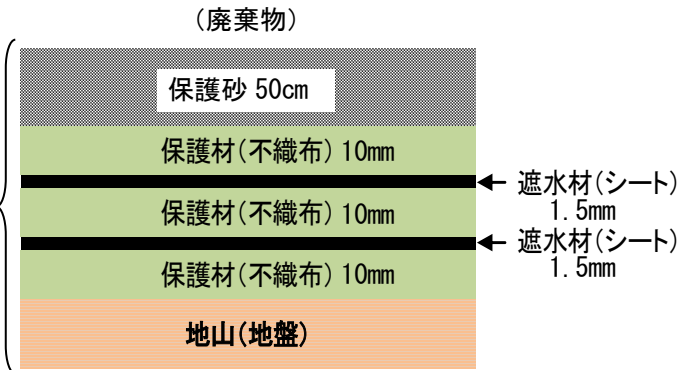 (廃棄物)
保護砂 50cm
保護材(不織布) 10mm
遮水材(シート)
1.5mm
保護材(不織布) 10mm
遮水材(シート)
1.5mm
保護材(不織布) 10mm
地山(地盤)